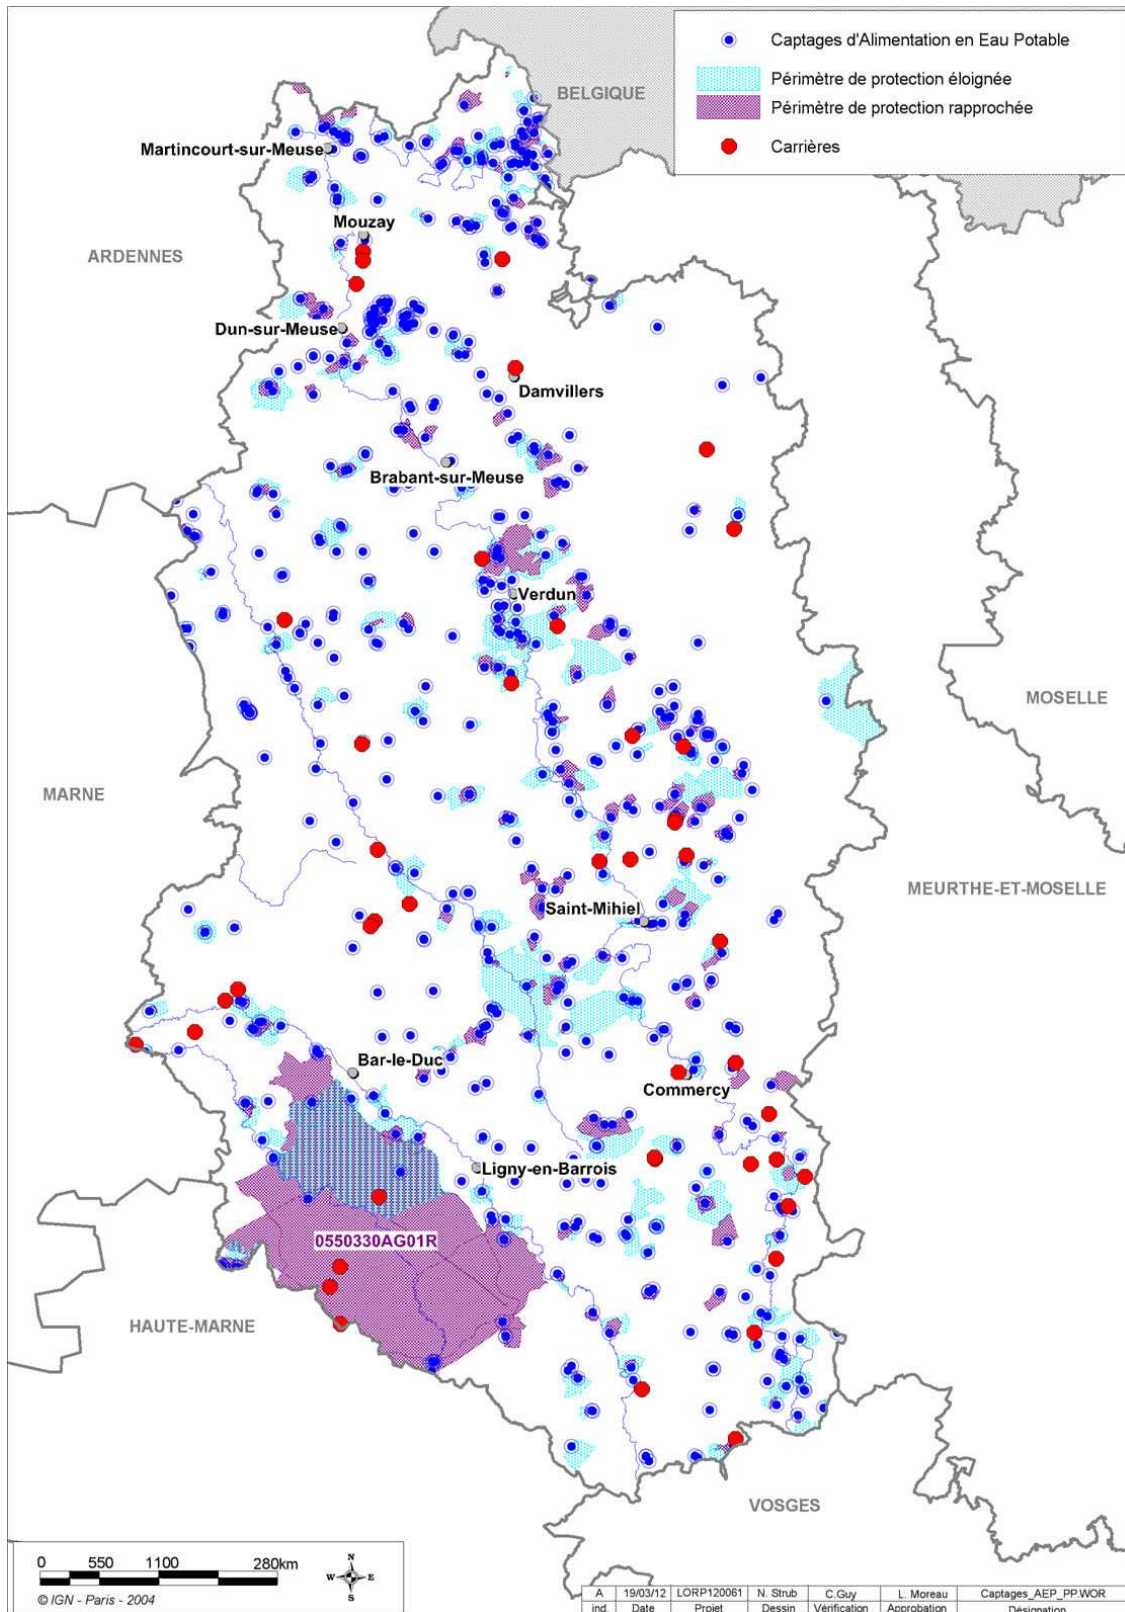 Captages d'Alimentation en Eau Potable
Périmètre de protection éloignée
Périmètre de protection rapprochée
Carrières
BELGIQUE
Martincourt-sur-Meuse
Mouzay
ARDENNES
Dun-sur-Meuse
Damvillers
Brabant-sur-Meuse
Verdun
MOSELLE
MARNE
MEURTHE-ET-MOSELLE
Saint-Mihiel
Bar-le-Duc
Commercy
Ligny-en-Barrois
0550330AG01R
HAUTE-MARNE
VOSGES
0 550 1100 280km
© IGN - Paris - 2004
N
W E
S
A 19/03/12 LORP120061 N. Strub C.Guy L. Moreau Captages_AEP_PP.WOR
ind. Date Projet Dessin Vérification Approbation Désignation